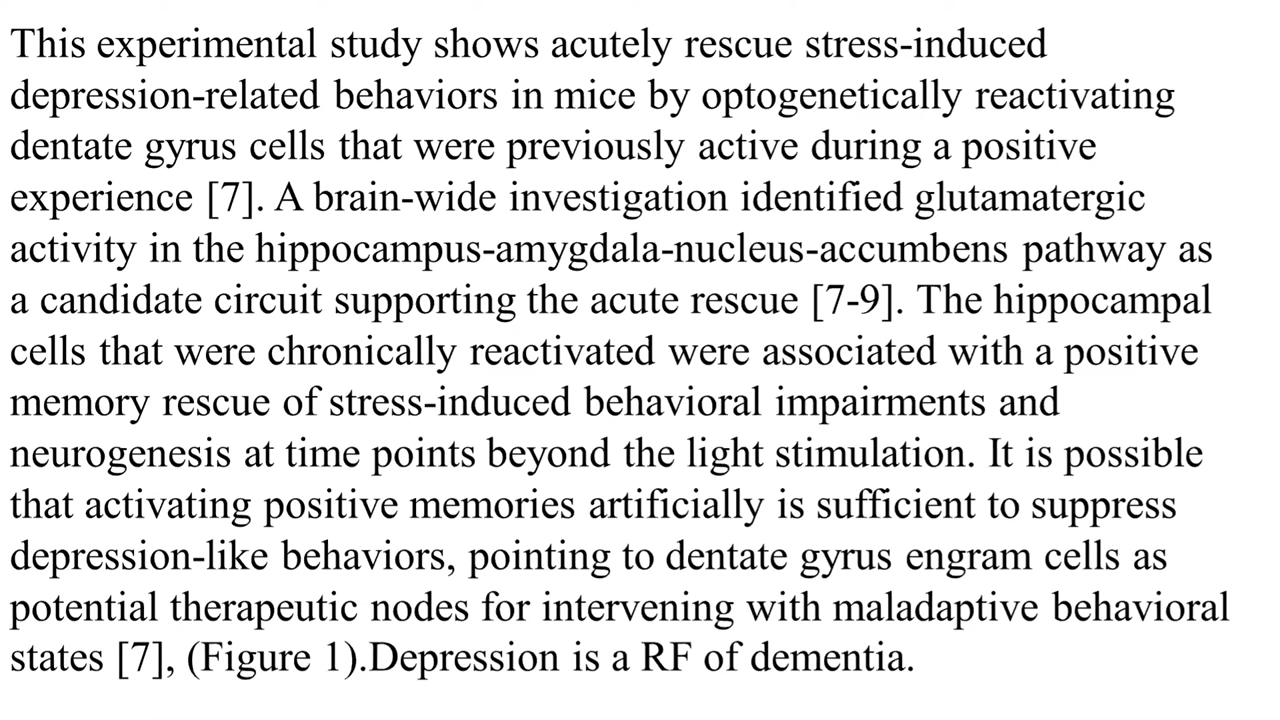 This experimental study shows acutely rescue stress-induced
depression-related behaviors in mice by optogenetically reactivating
dentate gyrus cells that were previously active during a positive
experience [7]. A brain-wide investigation identified glutamatergic
activity in the hippocampus-amygdala-nucleus-accumbens pathway as
a candidate circuit supporting the acute rescue [7-9]. The hippocampal
cells that were chronically reactivated were associated with a positive
memory rescue of stress-induced behavioral impairments and
neurogenesis at time points beyond the light stimulation. It is possible
that activating positive memories artificially is sufficient to suppress
depression-like behaviors, pointing to dentate gyrus engram cells as
potential therapeutic nodes for intervening with maladaptive behavioral
states [7], (Figure 1).Depression is a RF of dementia.